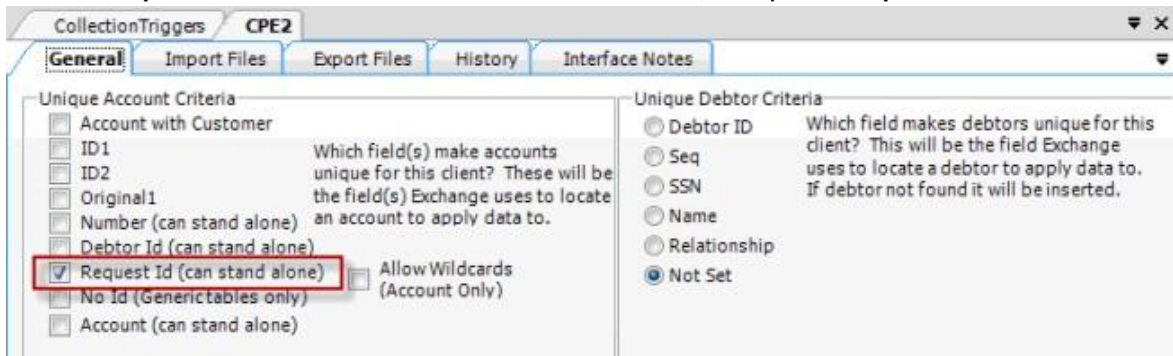 CollectionTriggers CPE2
General Import Files Export Files History Interface Notes
Unique Account Criteria
Account with Customer
ID1
ID2
Original1
Number (can stand alone)
Debtor Id (can stand alone)
Request Id (can stand alone)
No Id (Generic tables only)
Account (can stand alone)
Which field(s) make accounts
unique for this client? These will be
the field(s) Exchange uses to locate
an account to apply data to.
Allow Wildcards
(Account Only)
Unique Debtor Criteria
Debtor ID
Seq
SSN
Name
Relationship
Not Set
Which field makes debtors unique for this
client? This will be the field Exchange
uses to locate a debtor to apply data to.
If debtor not found it will be inserted.